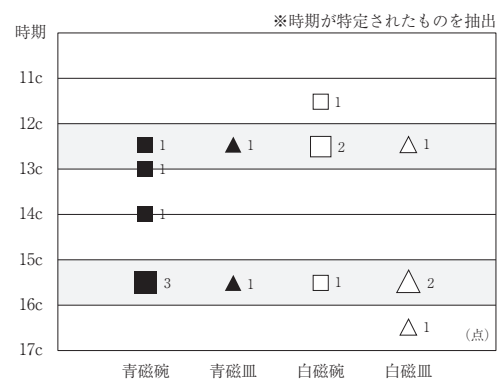 ※時期が特定されたものを抽出
時期
11c
1
12c
1 1 2 1
13c
1
14c
1
15c
3 1 1 2
16c
1
(点)
17c
青磁碗 青磁皿 白磁碗 白磁皿